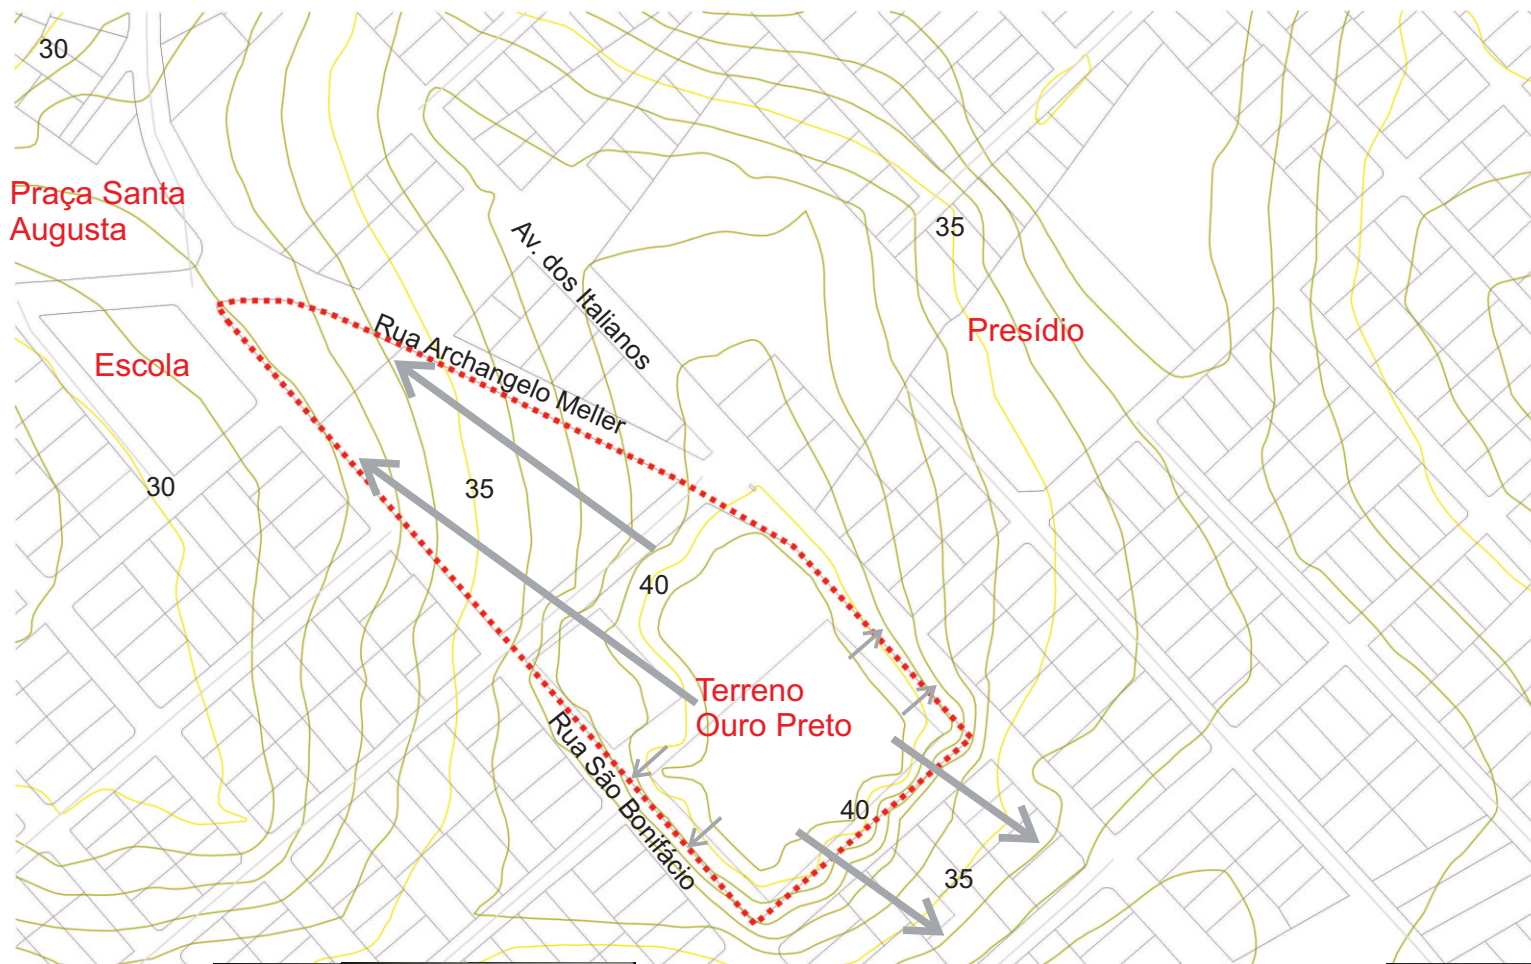 30
Praça Santa
Augusta
35
Av. dos Italianos
Presídio
Rua Archangelo Meller
Escola
30
35
40
Terreno
Ouro Preto
Rua São Bonifácio
40
35